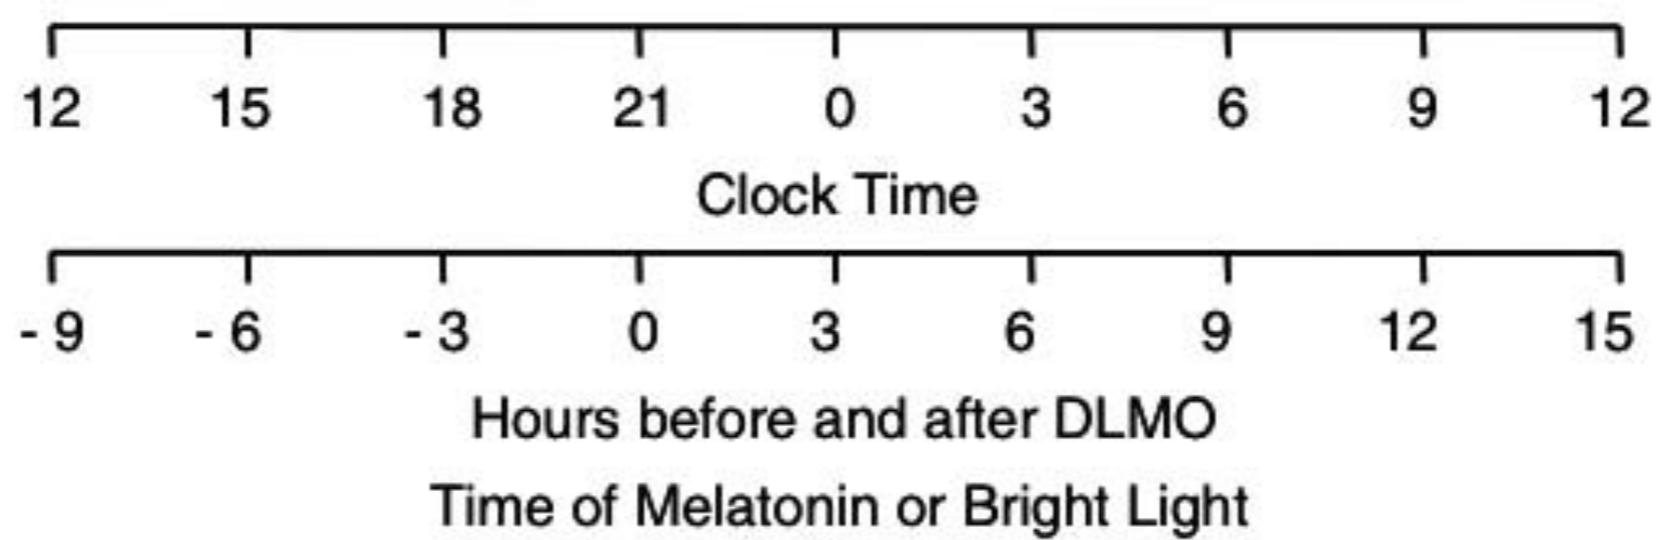 12 15 18 21 0 3 6 9 12
Clock Time
- 9 - 6 - 3 0 3 6 9 12 15
Hours before and after DLMO
Time of Melatonin or Bright Light